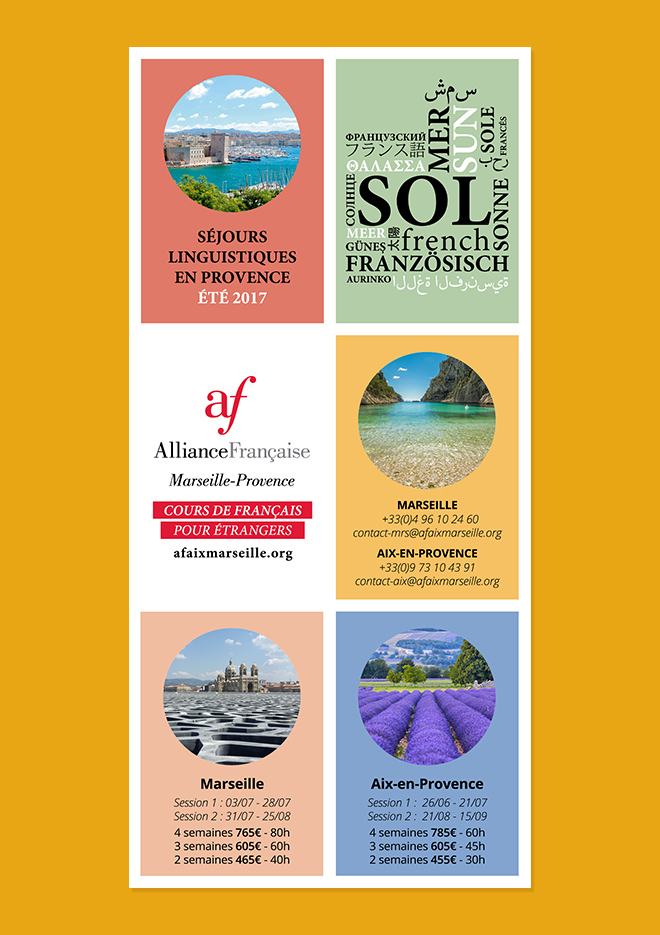 SÉJOURS
LINGUISTIQUES
EN PROVENCE
ÉTÉ 2017
شمس
MER
SUN
SOLE
FRANCÉS
ФРАНЦУЗСКИЙ
フランス語
ΘΑΛΑΣΣΑ
СОЛНЦЕ
SOL
SONNE
MEER
GÜNEŞ
french
FRANZÖSISCH
AURINKO
اللغة الفرنسية
af
AllianceFrançaise
Marseille-Provence
COURS DE FRANÇAIS
POUR ÉTRANGERS
afaixmarseille.org
MARSEILLE
+33(0)4 96 10 24 60
contact-mrs@afaixmarseille.org
AIX-EN-PROVENCE
+33(0)9 73 10 43 91
contact-aix@afaixmarseille.org
Marseille
Session 1 : 03/07 - 28/07
Session 2 : 31/07 - 25/08
4 semaines 765€ - 80h
3 semaines 605€ - 60h
2 semaines 465€ - 40h
Aix-en-Provence
Session 1 : 26/06 - 21/07
Session 2 : 21/08 - 15/09
4 semaines 785€ - 60h
3 semaines 605€ - 45h
2 semaines 455€ - 30h